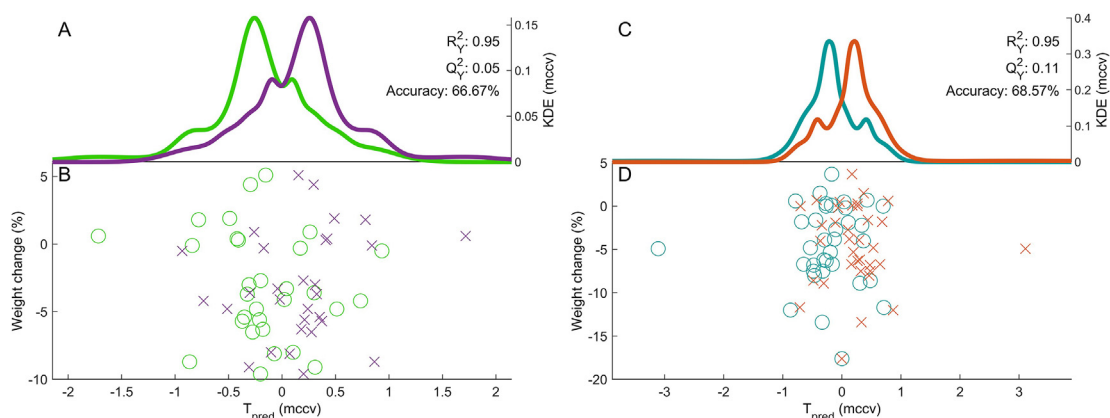 A
R²Y: 0.95
Q²Y: 0.05
Accuracy: 66.67%
0.15
0.1
0.05
0
KDE (mccv)
B
5
0
-5
-10
Weight change (%)
-2 -1.5 -1 -0.5 0 0.5 1 1.5 2
Tpred (mccv)
C
R²Y: 0.95
Q²Y: 0.11
Accuracy: 68.57%
0.4
0.3
0.2
0.1
0
KDE (mccv)
D
5
0
-5
-10
-15
-20
Weight change (%)
-3 -2 -1 0 1 2 3
Tpred (mccv)